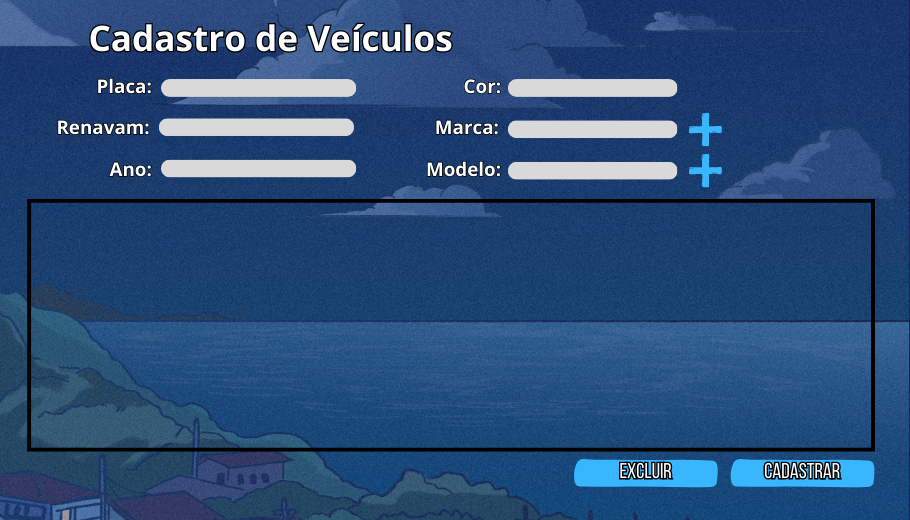 Cadastro de Veículos
Placa:
Cor:
Renavam:
Marca:
Ano:
Modelo:
EXCLUIR
CADASTRAR